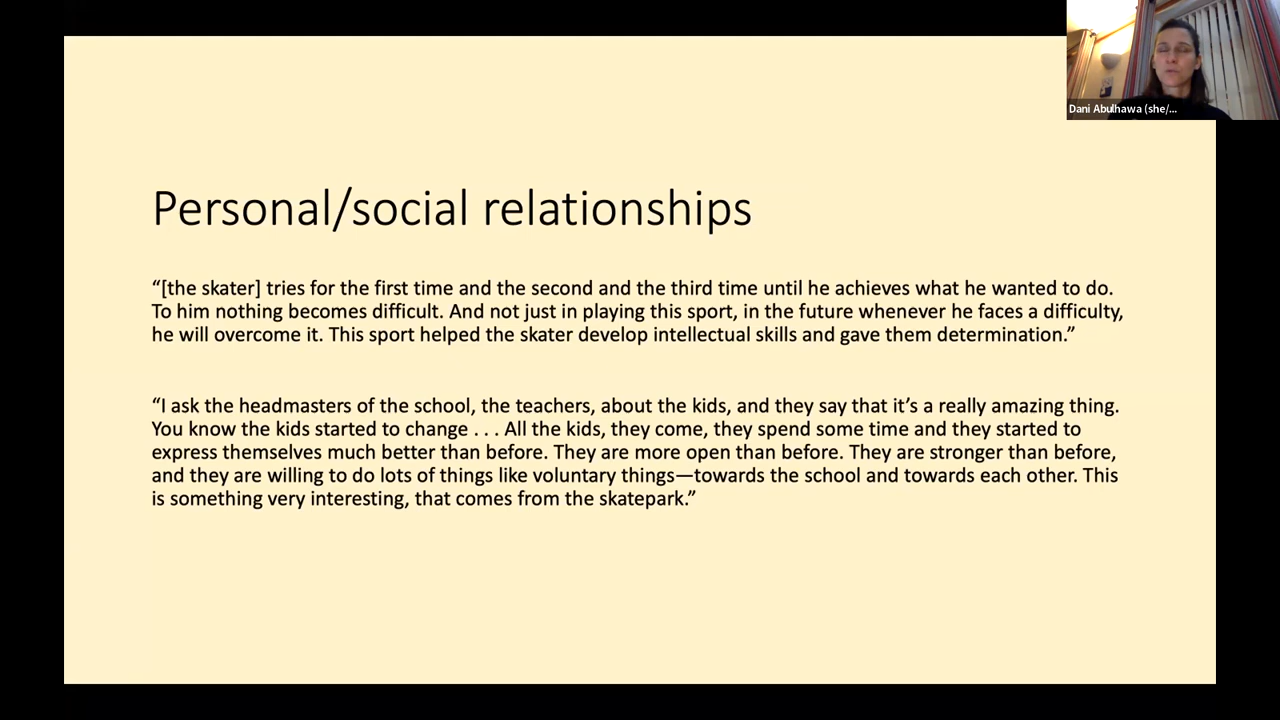 Dani Abulhawa (she/...
Personal/social relationships
“[the skater] tries for the first time and the second and the third time until he achieves what he wanted to do.
To him nothing becomes difficult. And not just in playing this sport, in the future whenever he faces a difficulty,
he will overcome it. This sport helped the skater develop intellectual skills and gave them determination.”
“I ask the headmasters of the school, the teachers, about the kids, and they say that it’s a really amazing thing.
You know the kids started to change . . . All the kids, they come, they spend some time and they started to
express themselves much better than before. They are more open than before. They are stronger than before,
and they are willing to do lots of things like voluntary things—towards the school and towards each other. This
is something very interesting, that comes from the skatepark.”